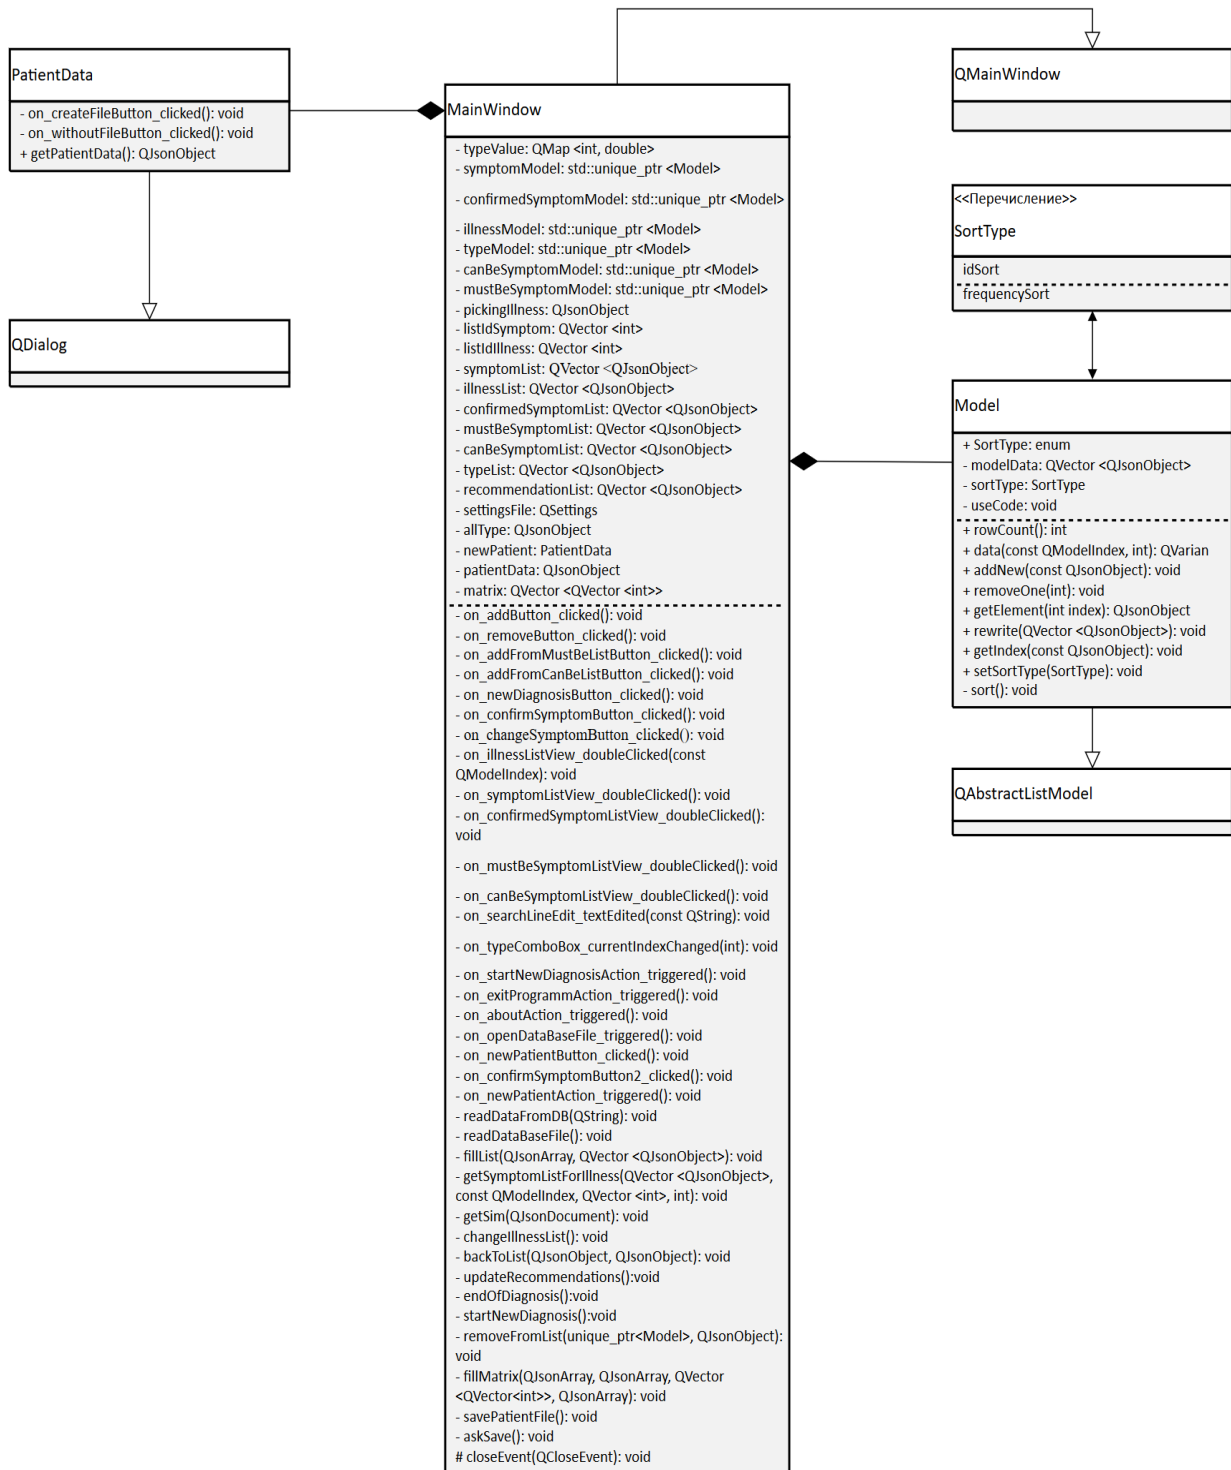 PatientData
- on_createFileButton_clicked(): void
- on_withoutFileButton_clicked(): void
+ getPatientData(): QJsonObject
QDialog
MainWindow
- typeValue: QMap <int, double>
- symptomModel: std::unique_ptr <Model>
- confirmedSymptomModel: std::unique_ptr <Model>
- illnessModel: std::unique_ptr <Model>
- typeModel: std::unique_ptr <Model>
- canBeSymptomModel: std::unique_ptr <Model>
- mustBeSymptomModel: std::unique_ptr <Model>
- pickingIllness: QJsonObject
- listIdSymptom: QVector <int>
- listIdIllness: QVector <int>
- symptomList: QVector <QJsonObject>
- illnessList: QVector <QJsonObject>
- confirmedSymptomList: QVector <QJsonObject>
- mustBeSymptomList: QVector <QJsonObject>
- canBeSymptomList: QVector <QJsonObject>
- typeList: QVector <QJsonObject>
- recommendationList: QVector <QJsonObject>
- settingsFile: QSettings
- allType: QJsonObject
- newPatient: PatientData
- patientData: QJsonObject
- matrix: QVector <QVector <int>>
- on_addButton_clicked(): void
- on_removeButton_clicked(): void
- on_addFromMustBeListButton_clicked(): void
- on_addFromCanBeListButton_clicked(): void
- on_newDiagnosisButton_clicked(): void
- on_confirmSymptomButton_clicked(): void
- on_changeSymptomButton_clicked(): void
- on_illnessListView_doubleClicked(const
QModelIndex): void
- on_symptomListView_doubleClicked(): void
- on_confirmedSymptomListView_doubleClicked():
void
- on_mustBeSymptomListView_doubleClicked(): void
- on_canBeSymptomListView_doubleClicked(): void
- on_searchLineEdit_textEdited(const QString): void
- on_typeComboBox_currentIndexChanged(int): void
- on_startNewDiagnosisAction_triggered(): void
- on_exitProgrammAction_triggered(): void
- on_aboutAction_triggered(): void
- on_openDataBaseFile_triggered(): void
- on_newPatientButton_clicked(): void
- on_confirmSymptomButton2_clicked(): void
- on_newPatientAction_triggered(): void
- readDataFromDB(QString): void
- readDataBaseFile(): void
- fillList(QJsonArray, QVector <QJsonObject>): void
- getSymptomListForIllness(QVector <QJsonObject>,
const QModelIndex, QVector <int>, int): void
- getSim(QJsonDocument): void
- changeIllnessList(): void
- backToList(QJsonObject, QJsonObject): void
- updateRecommendations():void
- endOfDiagnosis():void
- startNewDiagnosis():void
- removeFromList(unique_ptr<Model>, QJsonObject):
void
- fillMatrix(QJsonArray, QJsonArray, QVector
<QVector<int>>, QJsonArray): void
- savePatientFile(): void
- askSave(): void
# closeEvent(QCloseEvent): void
QMainWindow
<<Перечисление>>
SortType
idSort
frequencySort
Model
+ SortType: enum
- modelData: QVector <QJsonObject>
- sortType: SortType
- useCode: void
+ rowCount(): int
+ data(const QModelIndex, int): QVarian
+ addNew(const QJsonObject): void
+ removeOne(int): void
+ getElement(int index): QJsonObject
+ rewrite(QVector <QJsonObject>): void
+ getIndex(const QJsonObject): void
+ setSortType(SortType): void
- sort(): void
QAbstractListModel